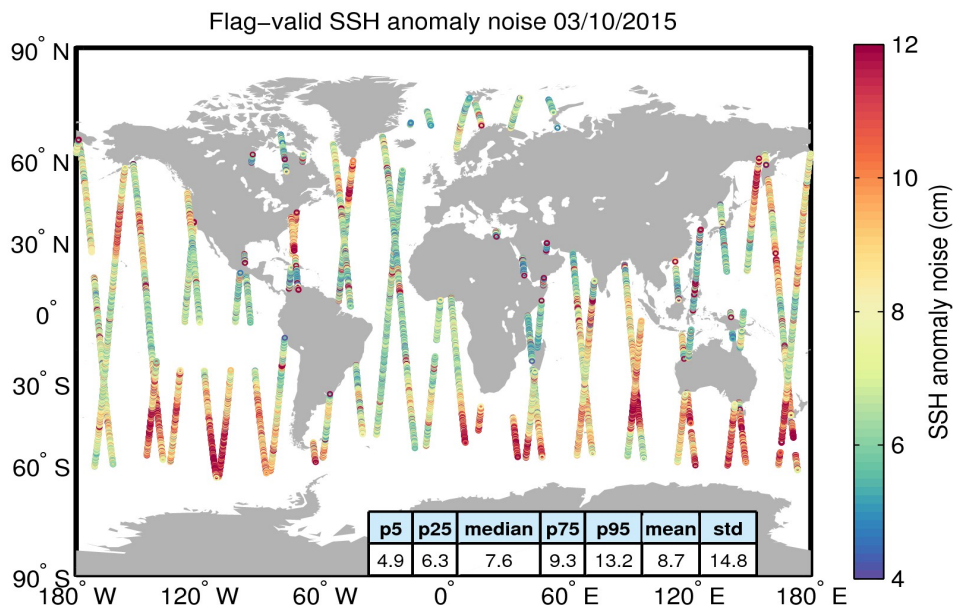 Flag−valid SSH anomaly noise 03/10/2015
90° N
60° N
30° N
0°
30° S
60° S
90° S
180° W 120° W 60° W 0° 60° E 120° E 180° E
p5 p25 median p75 p95 mean std
4.9 6.3 7.6 9.3 13.2 8.7 14.8
12
10
8
6
4
SSH anomaly noise (cm)